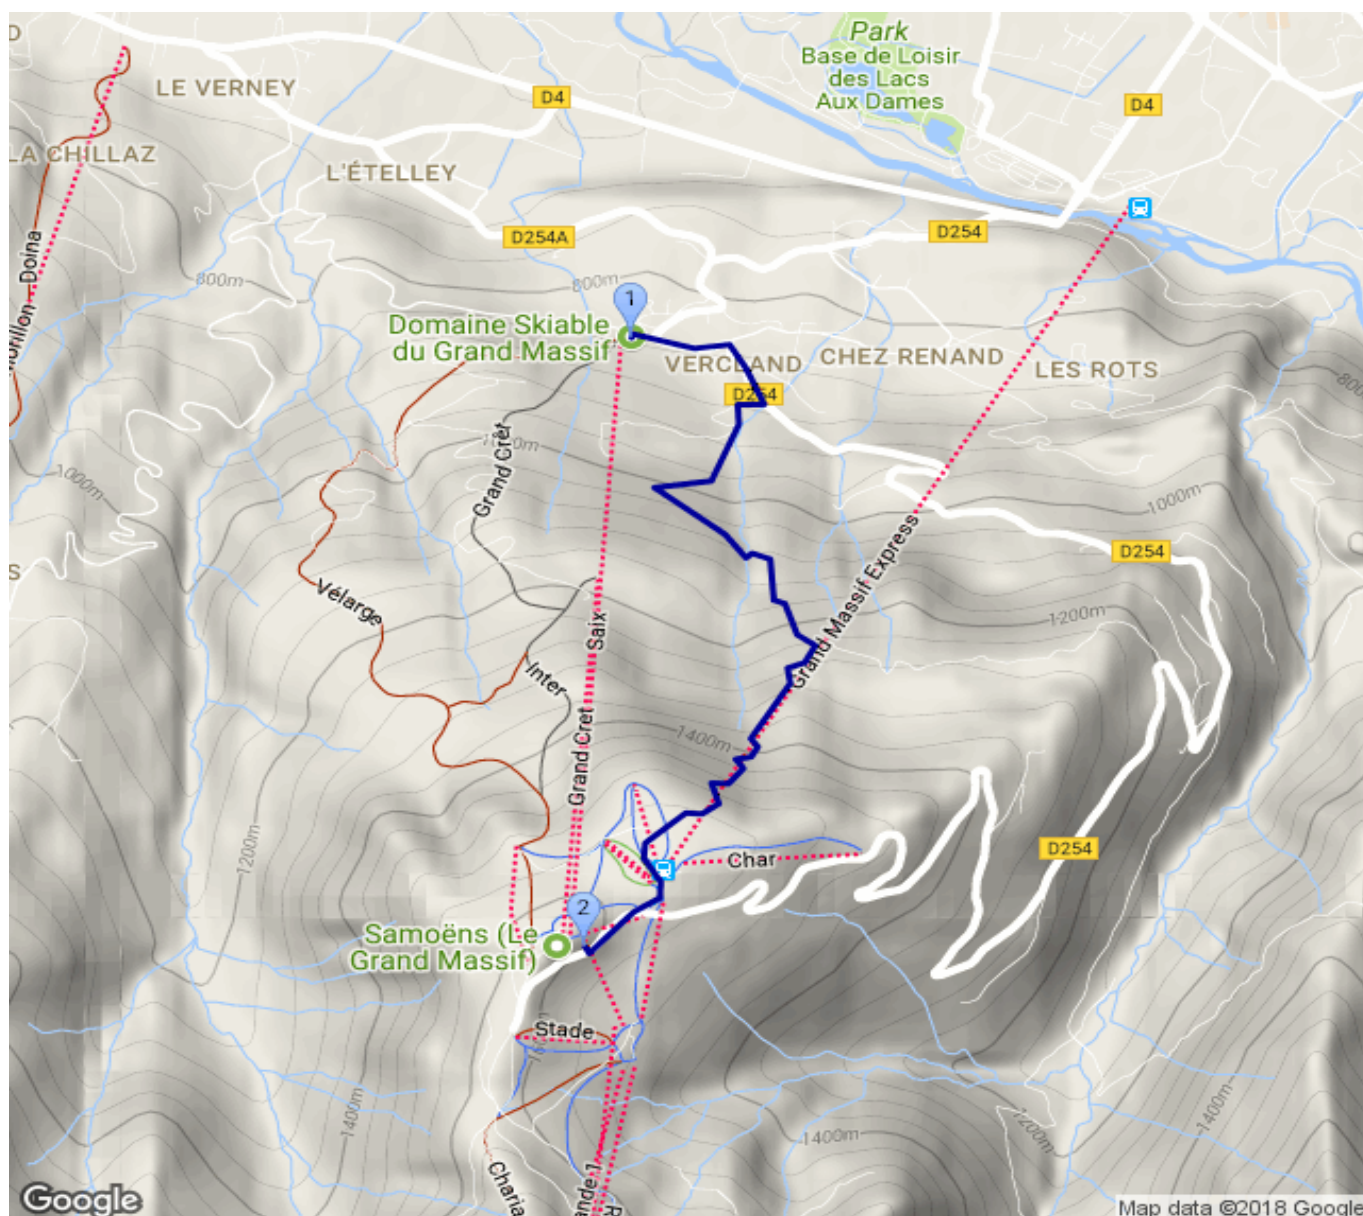 Park
Base de Loisir
des Lacs
Aux Dames
LE VERNEY
D4
D4
LA CHILLAZ
L'ÉTELLEY
D254A
D254
Morillon - Doina
800m
800m
1
Domaine Skiable
du Grand Massif
VERCLAND
CHEZ RENAND
LES ROTS
D254
Grand Crêt
1000m
1000m
D254
Grand Massif Express
1200m
Vélarge
Saix
Inter
Grand Cret
1400m
1200m
Char
D254
2
Samoëns (Le
Grand Massif)
Stade
1400m
1400m
1200m
1400m
Google
Map data ©2018 Google